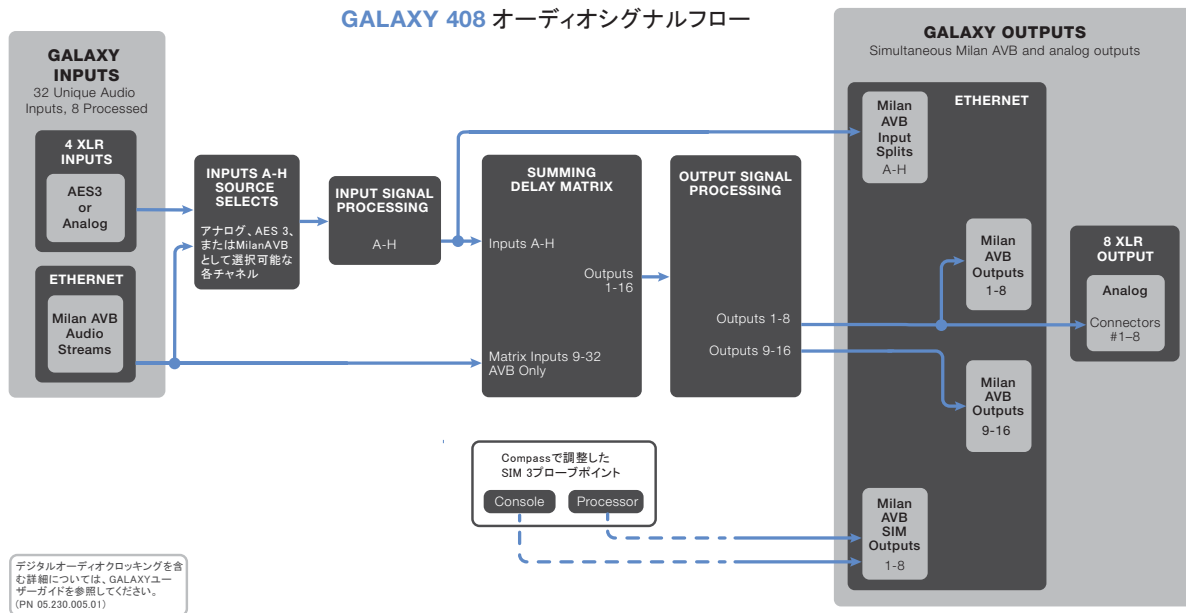 GALAXY 408 オーディオシグナルフロー
GALAXY
INPUTS
32 Unique Audio
Inputs, 8 Processed
4 XLR
INPUTS
AES3
or
Analog
ETHERNET
Milan AVB
Audio
Streams
INPUTS A-H
SOURCE
SELECTS
アナログ、AES 3、
またはMilanAVB
として選択可能な
各チャネル
INPUT SIGNAL
PROCESSING
A-H
SUMMING
DELAY MATRIX
Inputs A-H
Outputs
1-16
Matrix Inputs 9-32
AVB Only
OUTPUT SIGNAL
PROCESSING
Outputs 1-8
Outputs 9-16
GALAXY OUTPUTS
Simultaneous Milan AVB and analog outputs
ETHERNET
Milan
AVB
Input
Splits
A-H
Milan
AVB
Outputs
1-8
8 XLR
OUTPUT
Analog
Connectors
#1–8
Milan
AVB
Outputs
9-16
Compassで調整した
SIM 3プローブポイント
Console
Processor
Milan
AVB
SIM
Outputs
1-8
デジタルオーディオクロッキングを含
む詳細については、GALAXYユー
ザーガイドを参照してください。
(PN 05.230.005.01)